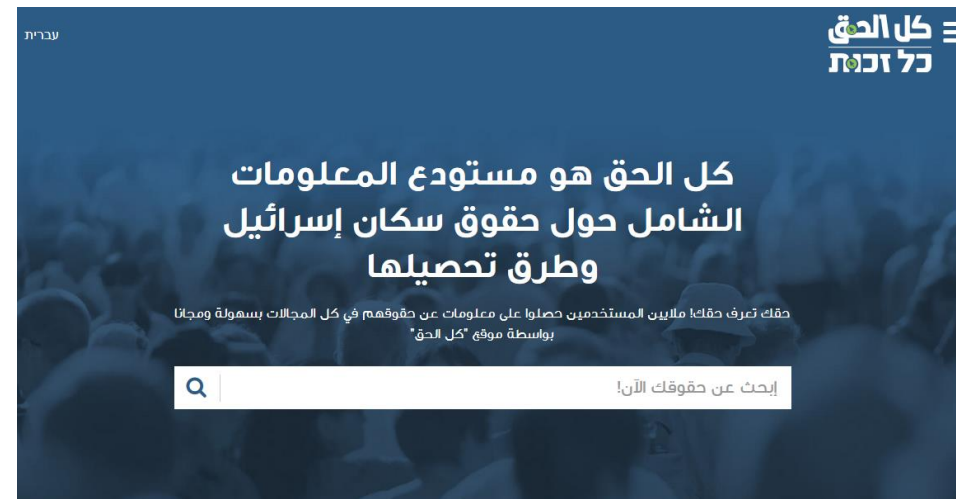 كل الحق
כל זכות
עברית
كل الحق هو مستودع المعلومات
الشامل حول حقوق سكان إسرائيل
وطرق تحصيلها
حقك تعرف حقك! ملايين المستخدمين حصلوا على معلومات عن حقوقهم في كل المجالات بسهولة ومجانا
بواسطة موقع "كل الحق"
إبحث عن حقوقك الآن!